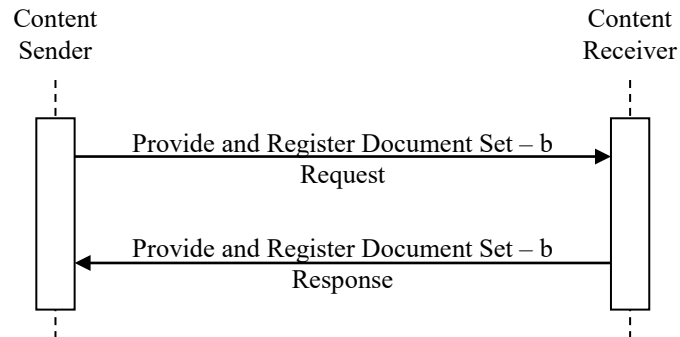 Content
Sender
Content
Receiver
Provide and Register Document Set – b
Request
Provide and Register Document Set – b
Response